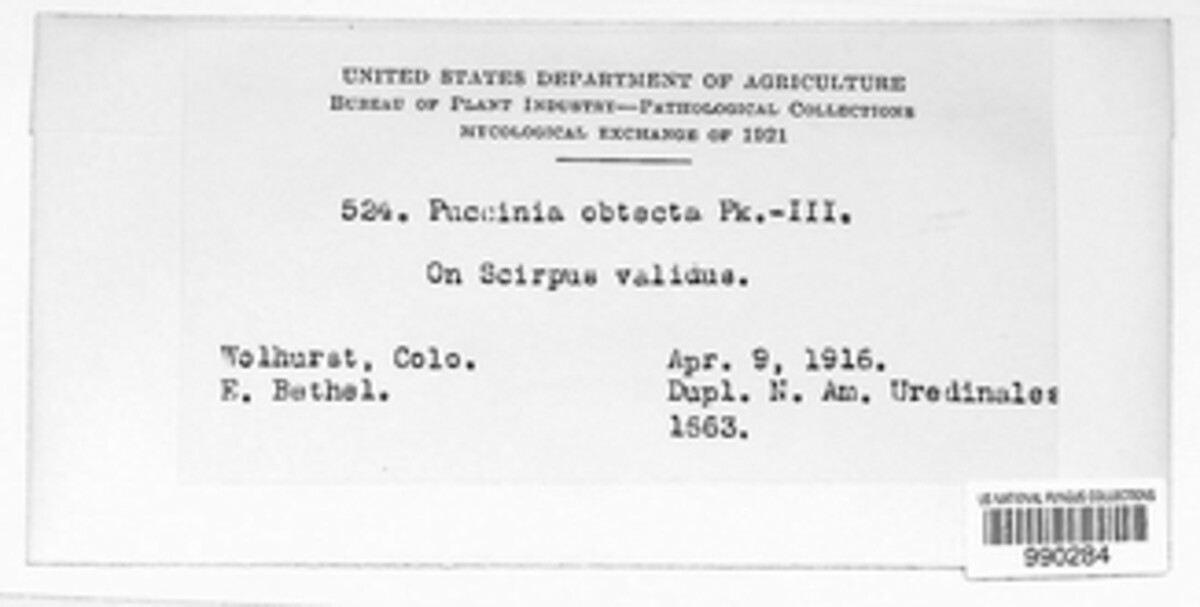 UNITED STATES DEPARTMENT OF AGRICULTURE
BUREAU OF PLANT INDUSTRY—PATHOLOGICAL COLLECTIONS
MYCOLOGICAL EXCHANGE OF 1921
524. Puccinia obtecta Pk.-III.
On Scirpus validus.
Wolhurst, Colo.
E. Bethel.
Apr. 9, 1916.
Dupl. N. Am. Uredinales
1663.
US NATIONAL FUNGUS COLLECTIONS
990284